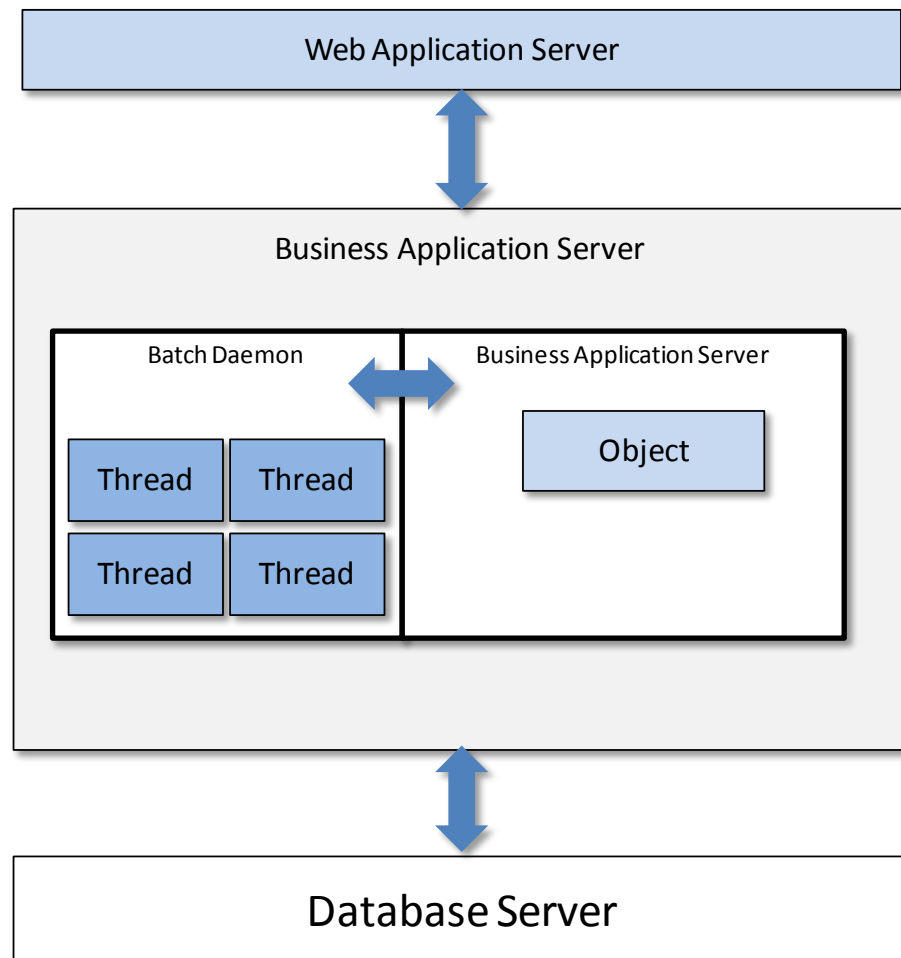 Web Application Server
Business Application Server
Batch Daemon
Business Application Server
Object
Thread
Thread
Thread
Thread
Database Server